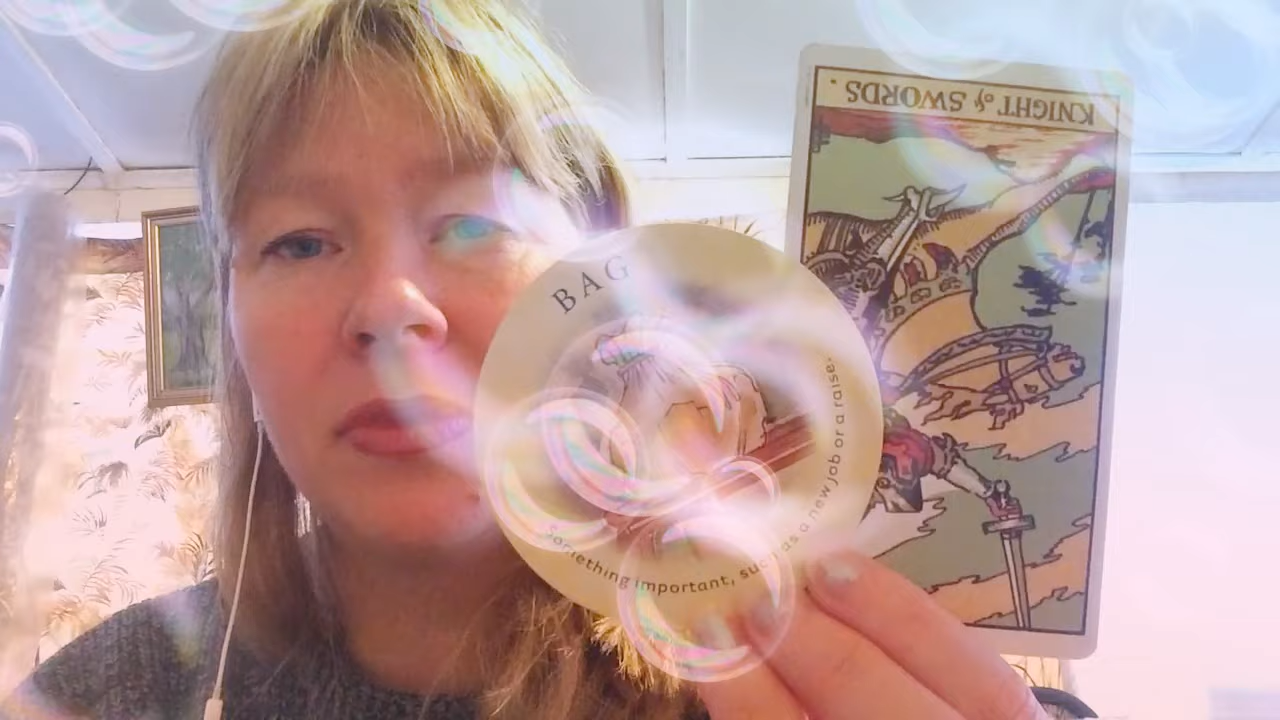 BAG
Something important, such as a new job or a raise.
KNIGHT of SWORDS.